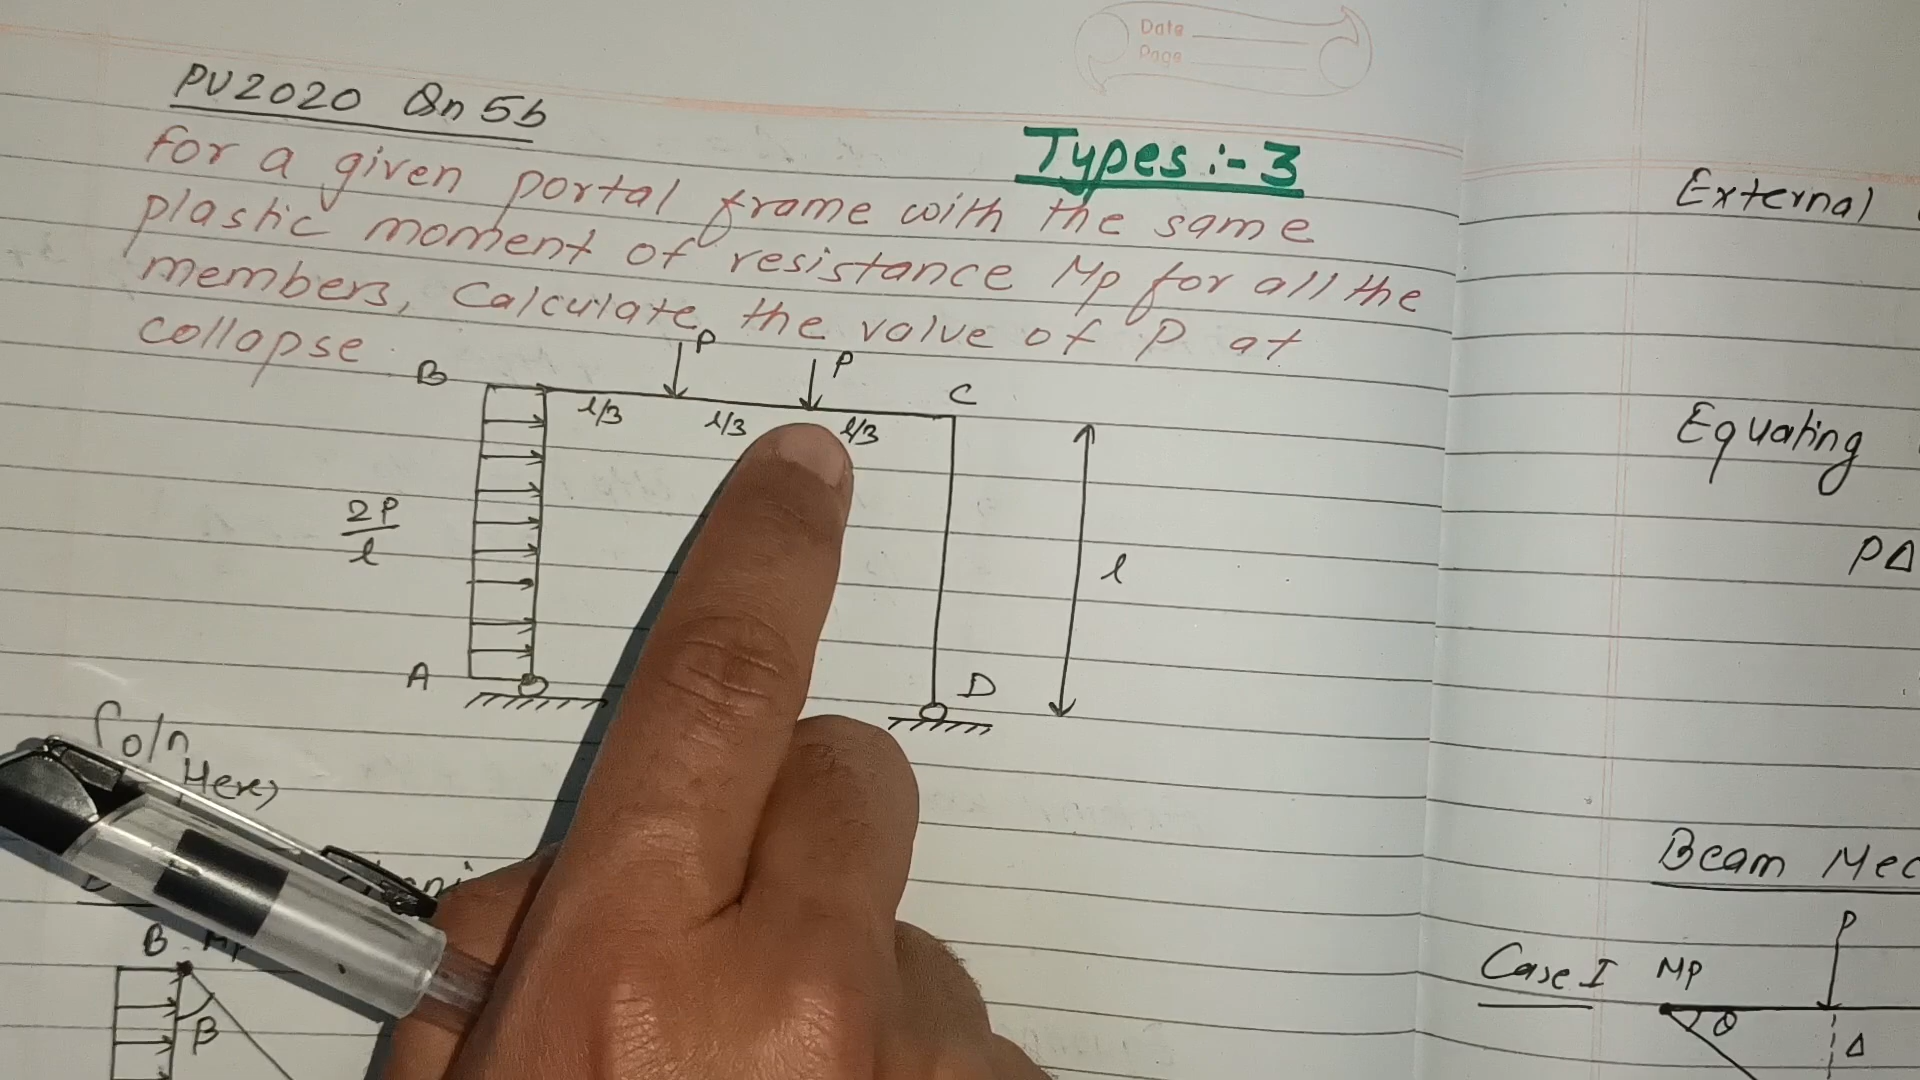 Date
Page
PU2020 Qn 5b
Types:-3
for a given portal frame with the same
plastic moment of resistance Mp for all the
members, Calculate the value of P at
collapse.
P
P
B
C
l/3
l/3
l/3
2P
l
l
A
D
Soln
Here,
B
Mp
β
External
Equating
PΔ
Beam Mec
P
Case I
Mp
θ
Δ